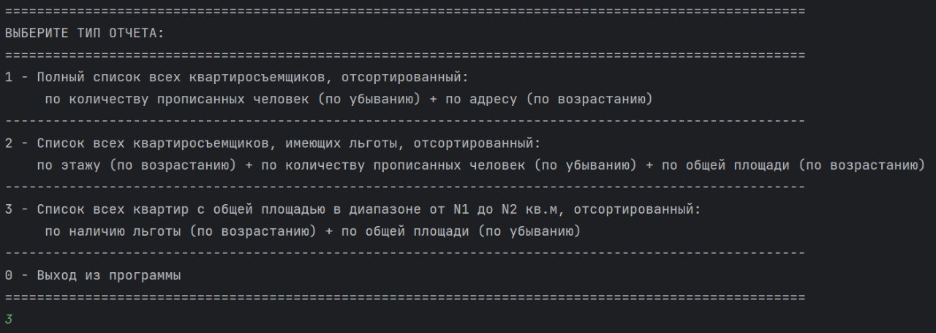 ====================================================================================================
ВЫБЕРИТЕ ТИП ОТЧЕТА:
====================================================================================================
1 - Полный список всех квартиросъемщиков, отсортированный:
     по количеству прописанных человек (по убыванию) + по адресу (по возрастанию)
----------------------------------------------------------------------------------------------------
2 - Список всех квартиросъемщиков, имеющих льготы, отсортированный:
    по этажу (по возрастанию) + по количеству прописанных человек (по убыванию) + по общей площади (по возрастанию)
----------------------------------------------------------------------------------------------------
3 - Список всех квартир с общей площадью в диапазоне от N1 до N2 кв.м, отсортированный:
     по наличию льготы (по возрастанию) + по общей площади (по убыванию)
----------------------------------------------------------------------------------------------------
0 - Выход из программы
====================================================================================================
3